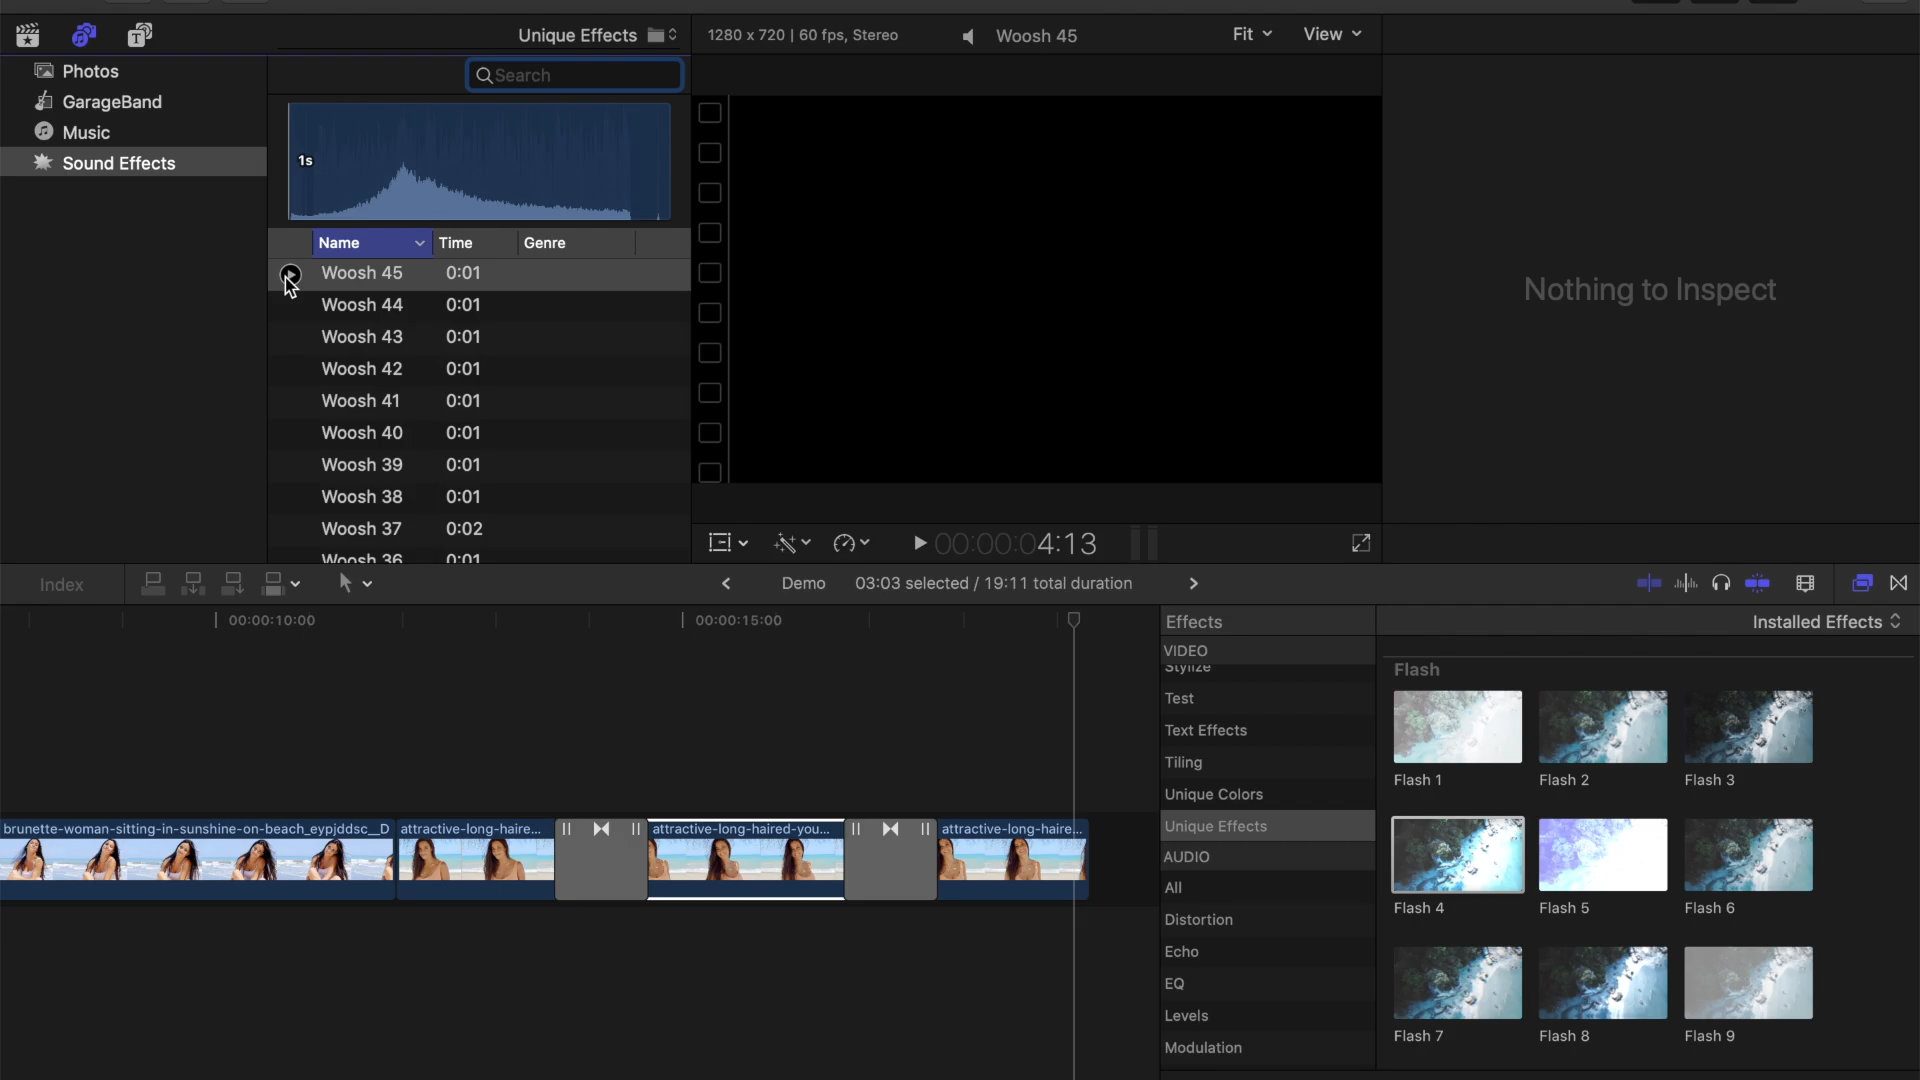 Unique Effects
1280 x 720 | 60 fps, Stereo
Woosh 45
Fit
View
Photos
GarageBand
Music
Sound Effects
Search
1s
Name Time Genre
Woosh 45 0:01
Woosh 44 0:01
Woosh 43 0:01
Woosh 42 0:01
Woosh 41 0:01
Woosh 40 0:01
Woosh 39 0:01
Woosh 38 0:01
Woosh 37 0:02
Woosh 36 0:01
Nothing to Inspect
00:00:04:13
Index
Demo
03:03 selected / 19:11 total duration
00:00:10:00
00:00:15:00
brunette-woman-sitting-in-sunshine-on-beach_eypjddsc__D
attractive-long-haire...
attractive-long-haired-you...
attractive-long-haire...
Effects
Installed Effects
VIDEO
Stylize
Test
Text Effects
Tiling
Unique Colors
Unique Effects
AUDIO
All
Distortion
Echo
EQ
Levels
Modulation
Flash
Flash 1
Flash 2
Flash 3
Flash 4
Flash 5
Flash 6
Flash 7
Flash 8
Flash 9